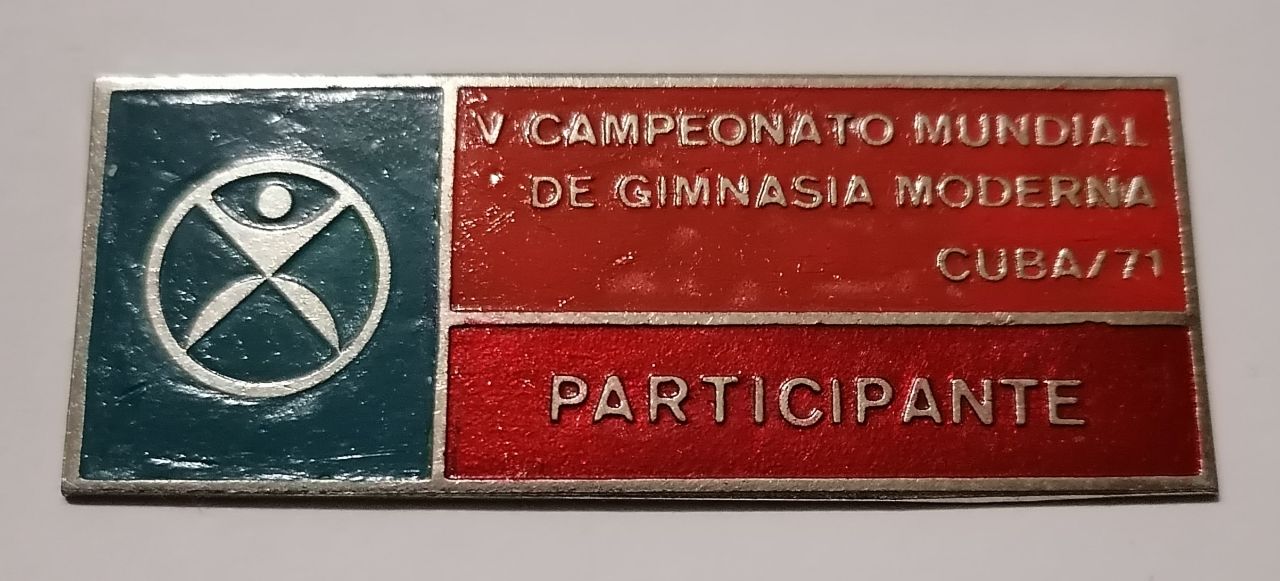 V CAMPEONATO MUNDIAL
DE GIMNASIA MODERNA
CUBA/71
PARTICIPANTE